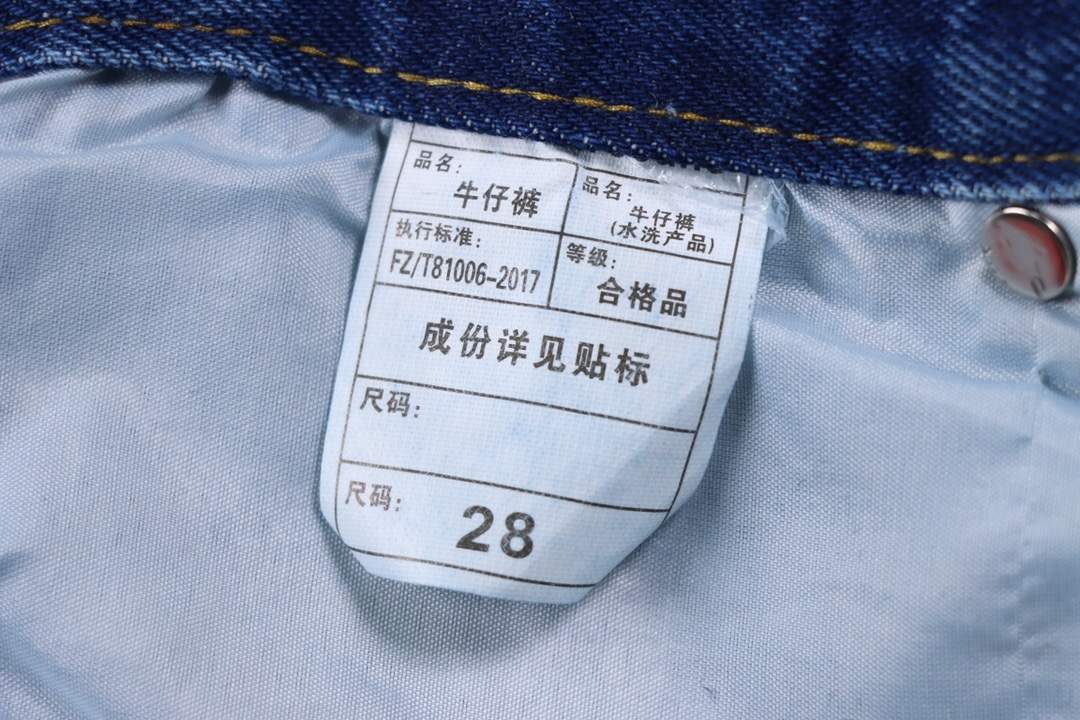 品名:
牛仔裤
品名:
牛仔裤
(水洗产品)
执行标准:
FZ/T81006-2017
等级:
合格品
成份详见贴标
尺码:
尺码:
28